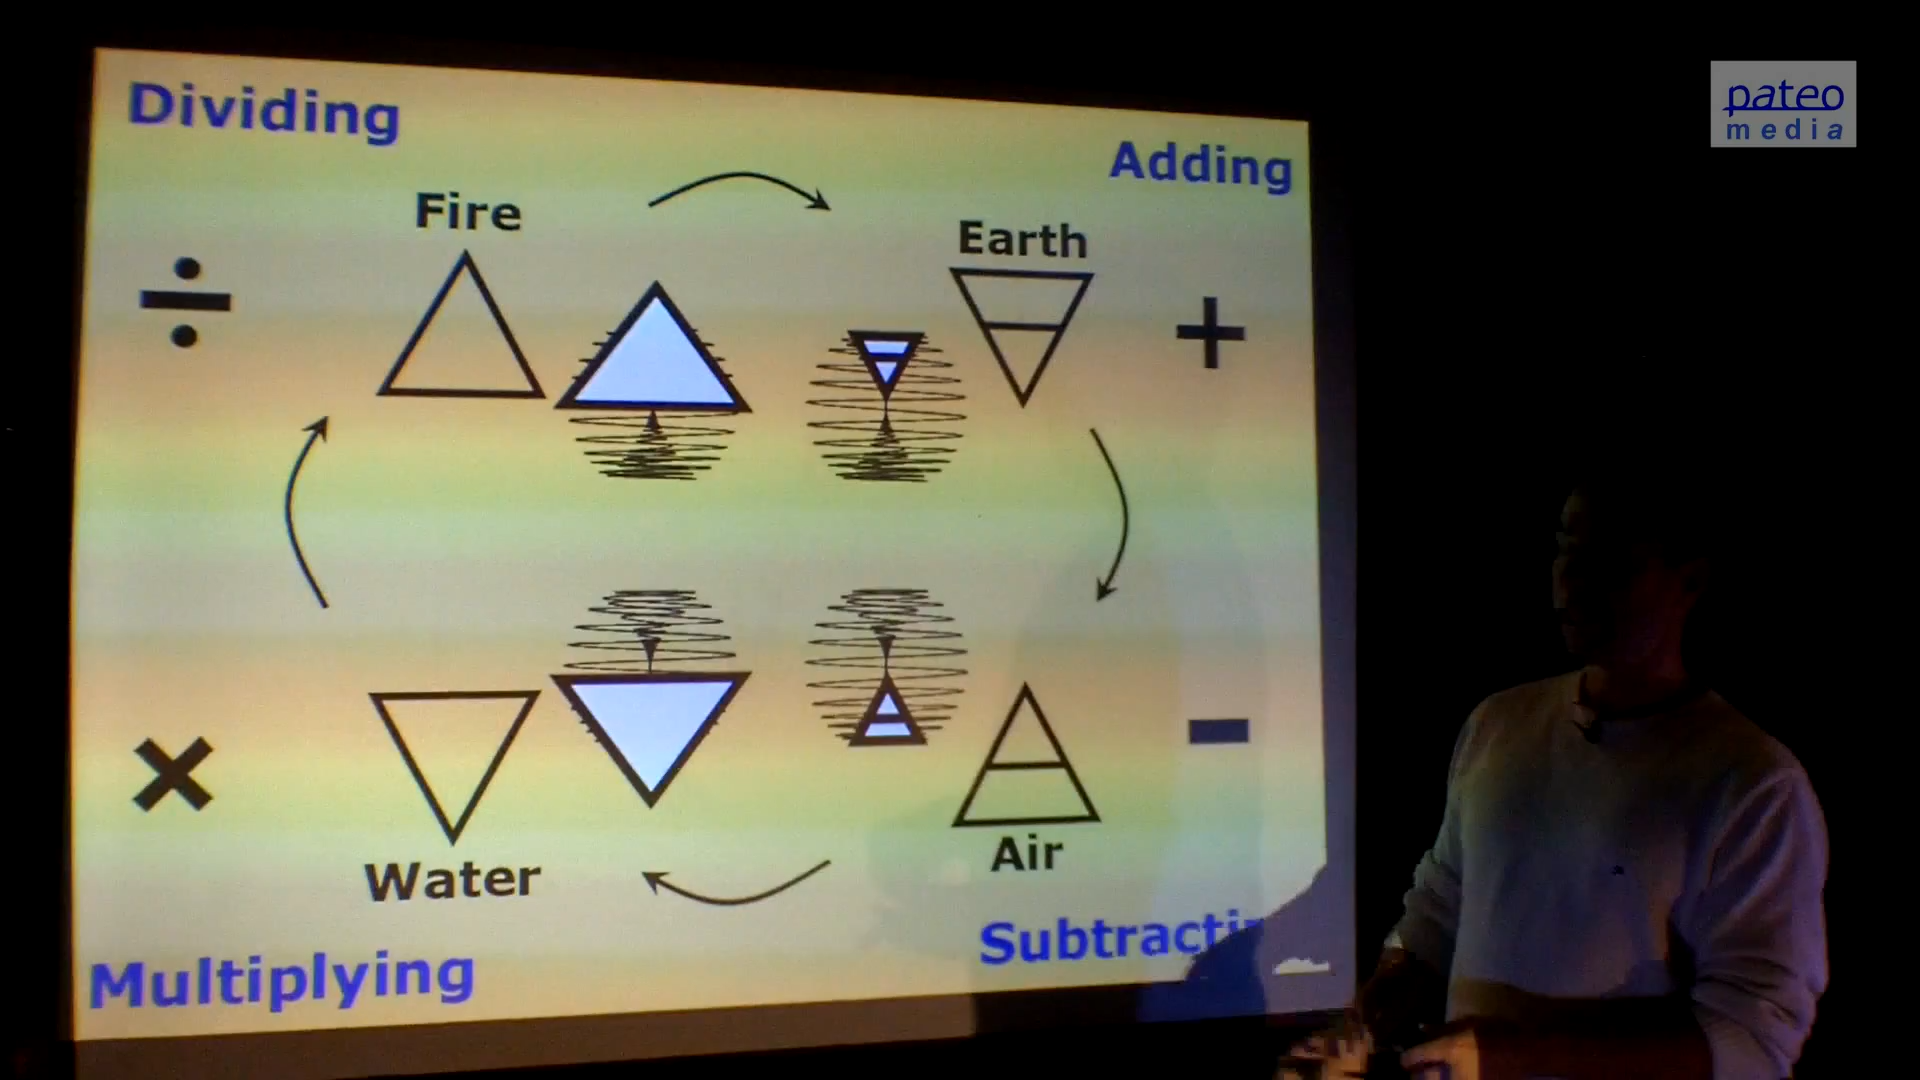 Dividing
Adding
Fire
Earth
÷
+
×
-
Water
Air
Multiplying
pateo
media